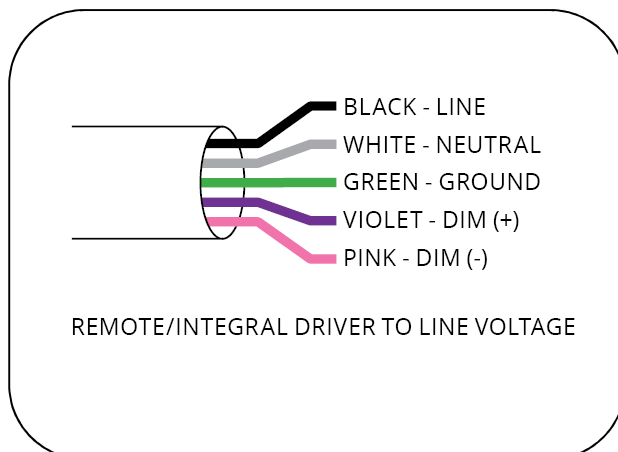 BLACK - LINE
WHITE - NEUTRAL
GREEN - GROUND
VIOLET - DIM (+)
PINK - DIM (-)
REMOTE/INTEGRAL DRIVER TO LINE VOLTAGE